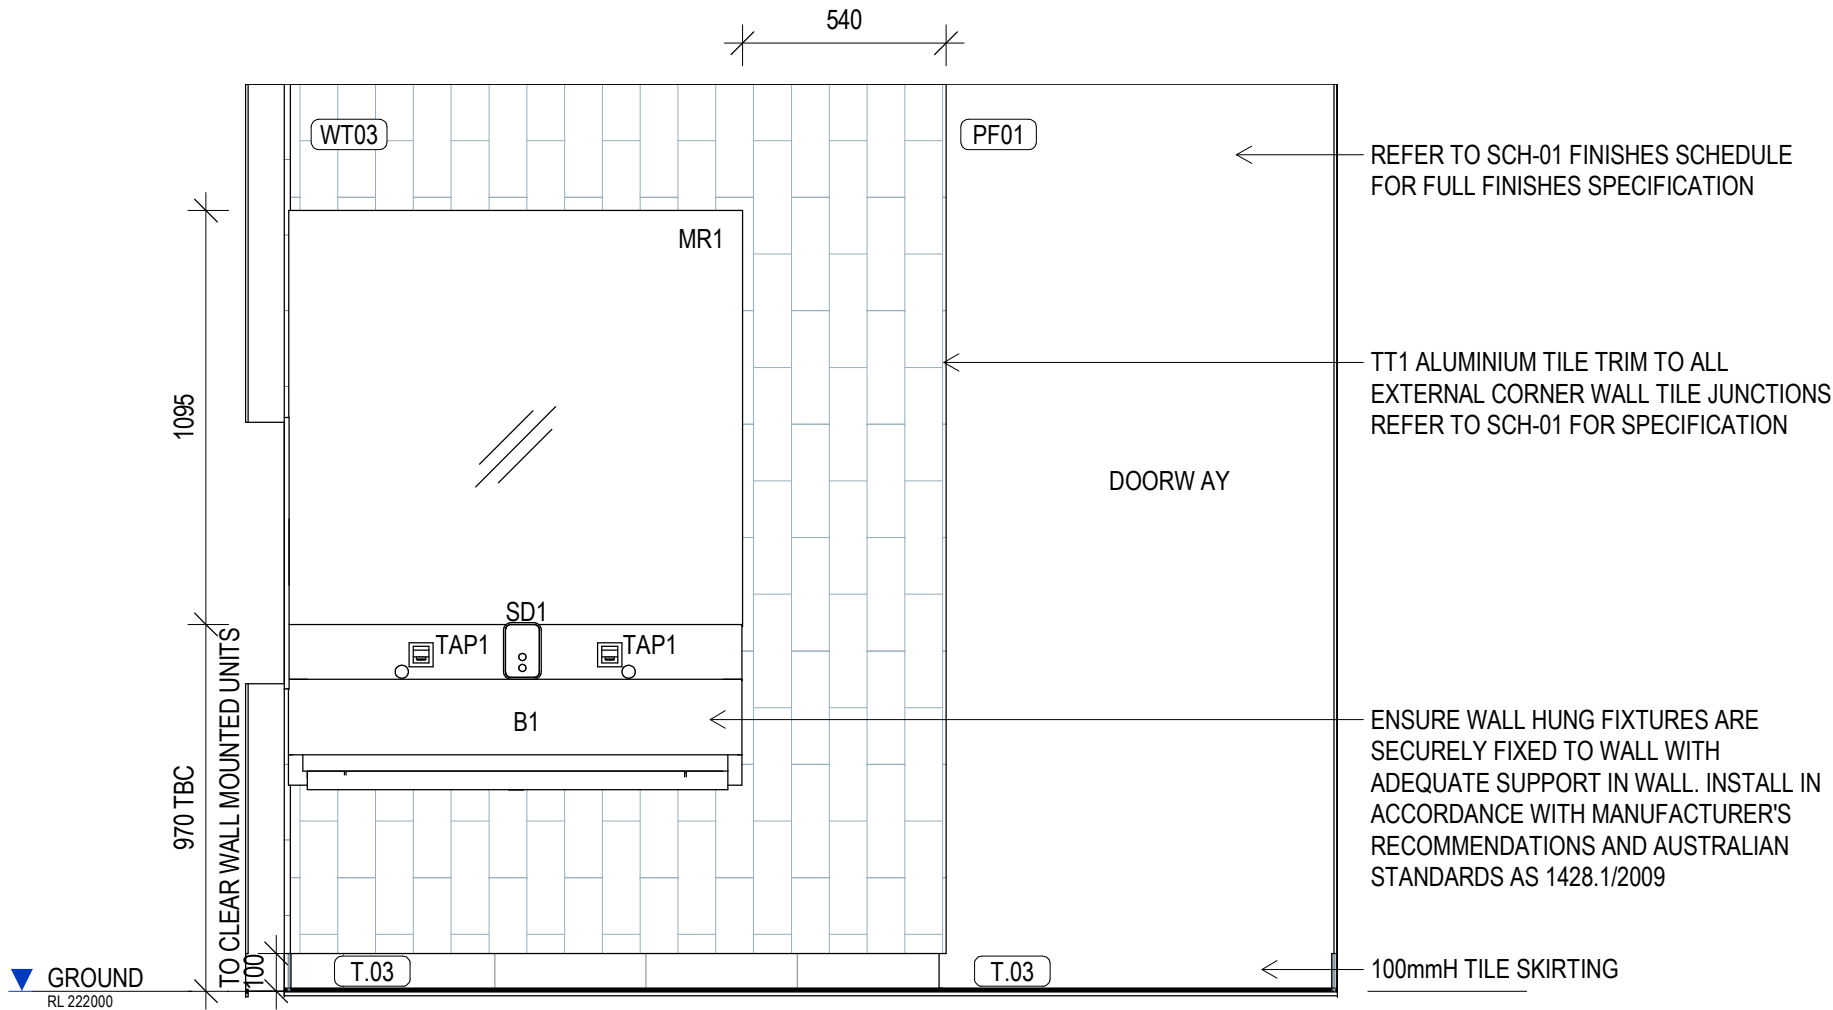 540
WT03
PF01
REFER TO SCH-01 FINISHES SCHEDULE
FOR FULL FINISHES SPECIFICATION
MR1
1095
TT1 ALUMINIUM TILE TRIM TO ALL
EXTERNAL CORNER WALL TILE JUNCTIONS
REFER TO SCH-01 FOR SPECIFICATION
DOORW AY
SD1
TAP1
TAP1
B1
ENSURE WALL HUNG FIXTURES ARE
SECURELY FIXED TO WALL WITH
ADEQUATE SUPPORT IN WALL. INSTALL IN
ACCORDANCE WITH MANUFACTURER'S
RECOMMENDATIONS AND AUSTRALIAN
STANDARDS AS 1428.1/2009
970 TBC
TO CLEAR WALL MOUNTED UNITS
100
T.03
T.03
100mmH TILE SKIRTING
GROUND
RL 222000